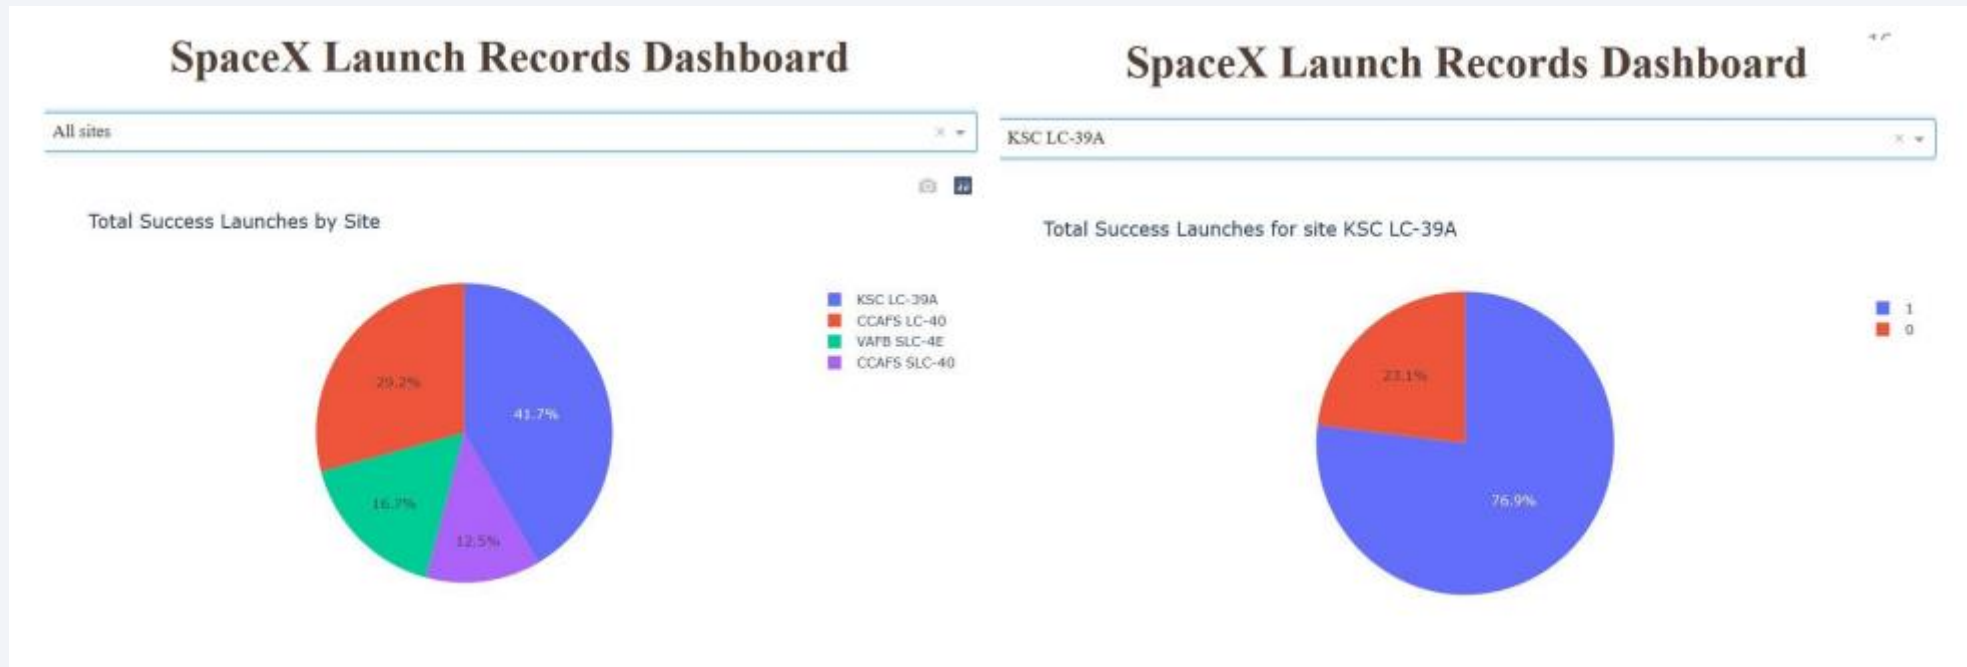 SpaceX Launch Records Dashboard
All sites
Total Success Launches by Site
KSC LC-39A
CCAFS LC-40
VAFB SLC-4E
CCAFS SLC-40
29.2%
41.7%
16.7%
12.5%
SpaceX Launch Records Dashboard
KSC LC-39A
Total Success Launches for site KSC LC-39A
1
0
23.1%
76.9%